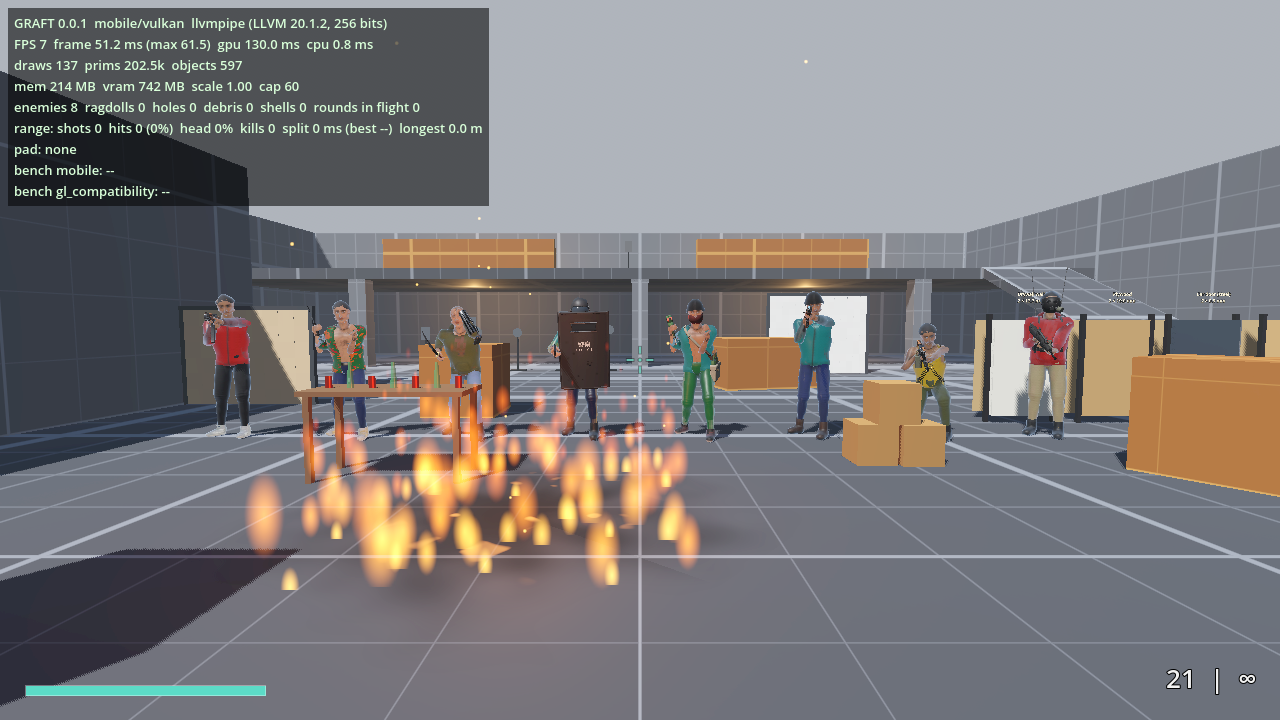 GRAFT 0.0.1 mobile/vulkan llvmpipe (LLVM 20.1.2, 256 bits)
FPS 7 frame 51.2 ms (max 61.5) gpu 130.0 ms cpu 0.8 ms
draws 137 prims 202.5k objects 597
mem 214 MB vram 742 MB scale 1.00 cap 60
enemies 8 ragdolls 0 holes 0 debris 0 shells 0 rounds in flight 0
range: shots 0 hits 0 (0%) head 0% kills 0 split 0 ms (best --) longest 0.0 m
pad: none
bench mobile: --
bench gl_compatibility: --
21 | ∞